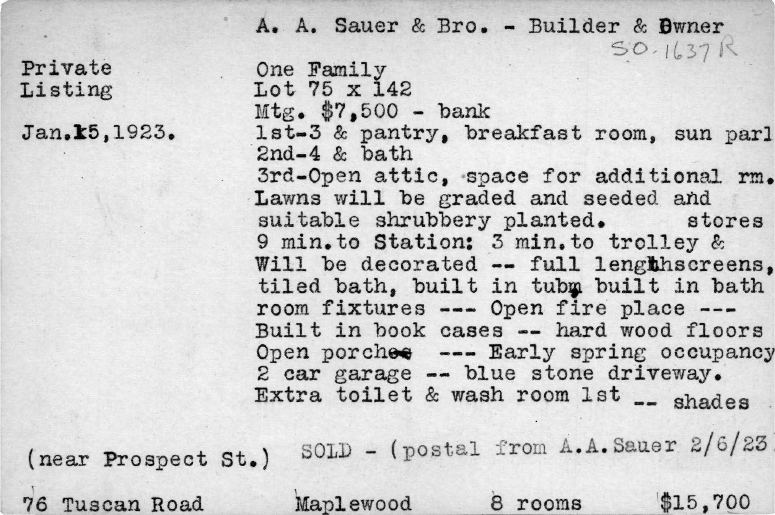 A. A. Sauer & Bro. - Builder & Owner
SO-1637R
Private One Family
Listing Lot 75 x 142
Mtg. $7,500 - bank
Jan.15,1923. 1st-3 & pantry, breakfast room, sun parl
2nd-4 & bath
3rd-Open attic, space for additional rm.
Lawns will be graded and seeded and
suitable shrubbery planted. stores
9 min.to Station: 3 min.to trolley &
Will be decorated -- full lengthscreens,
tiled bath, built in tub, built in bath
room fixtures --- Open fire place ---
Built in book cases -- hard wood floors
Open porches --- Early spring occupancy
2 car garage -- blue stone driveway.
Extra toilet & wash room 1st -- shades
(near Prospect St.) SOLD - (postal from A.A.Sauer 2/6/23
76 Tuscan Road Maplewood 8 rooms $15,700